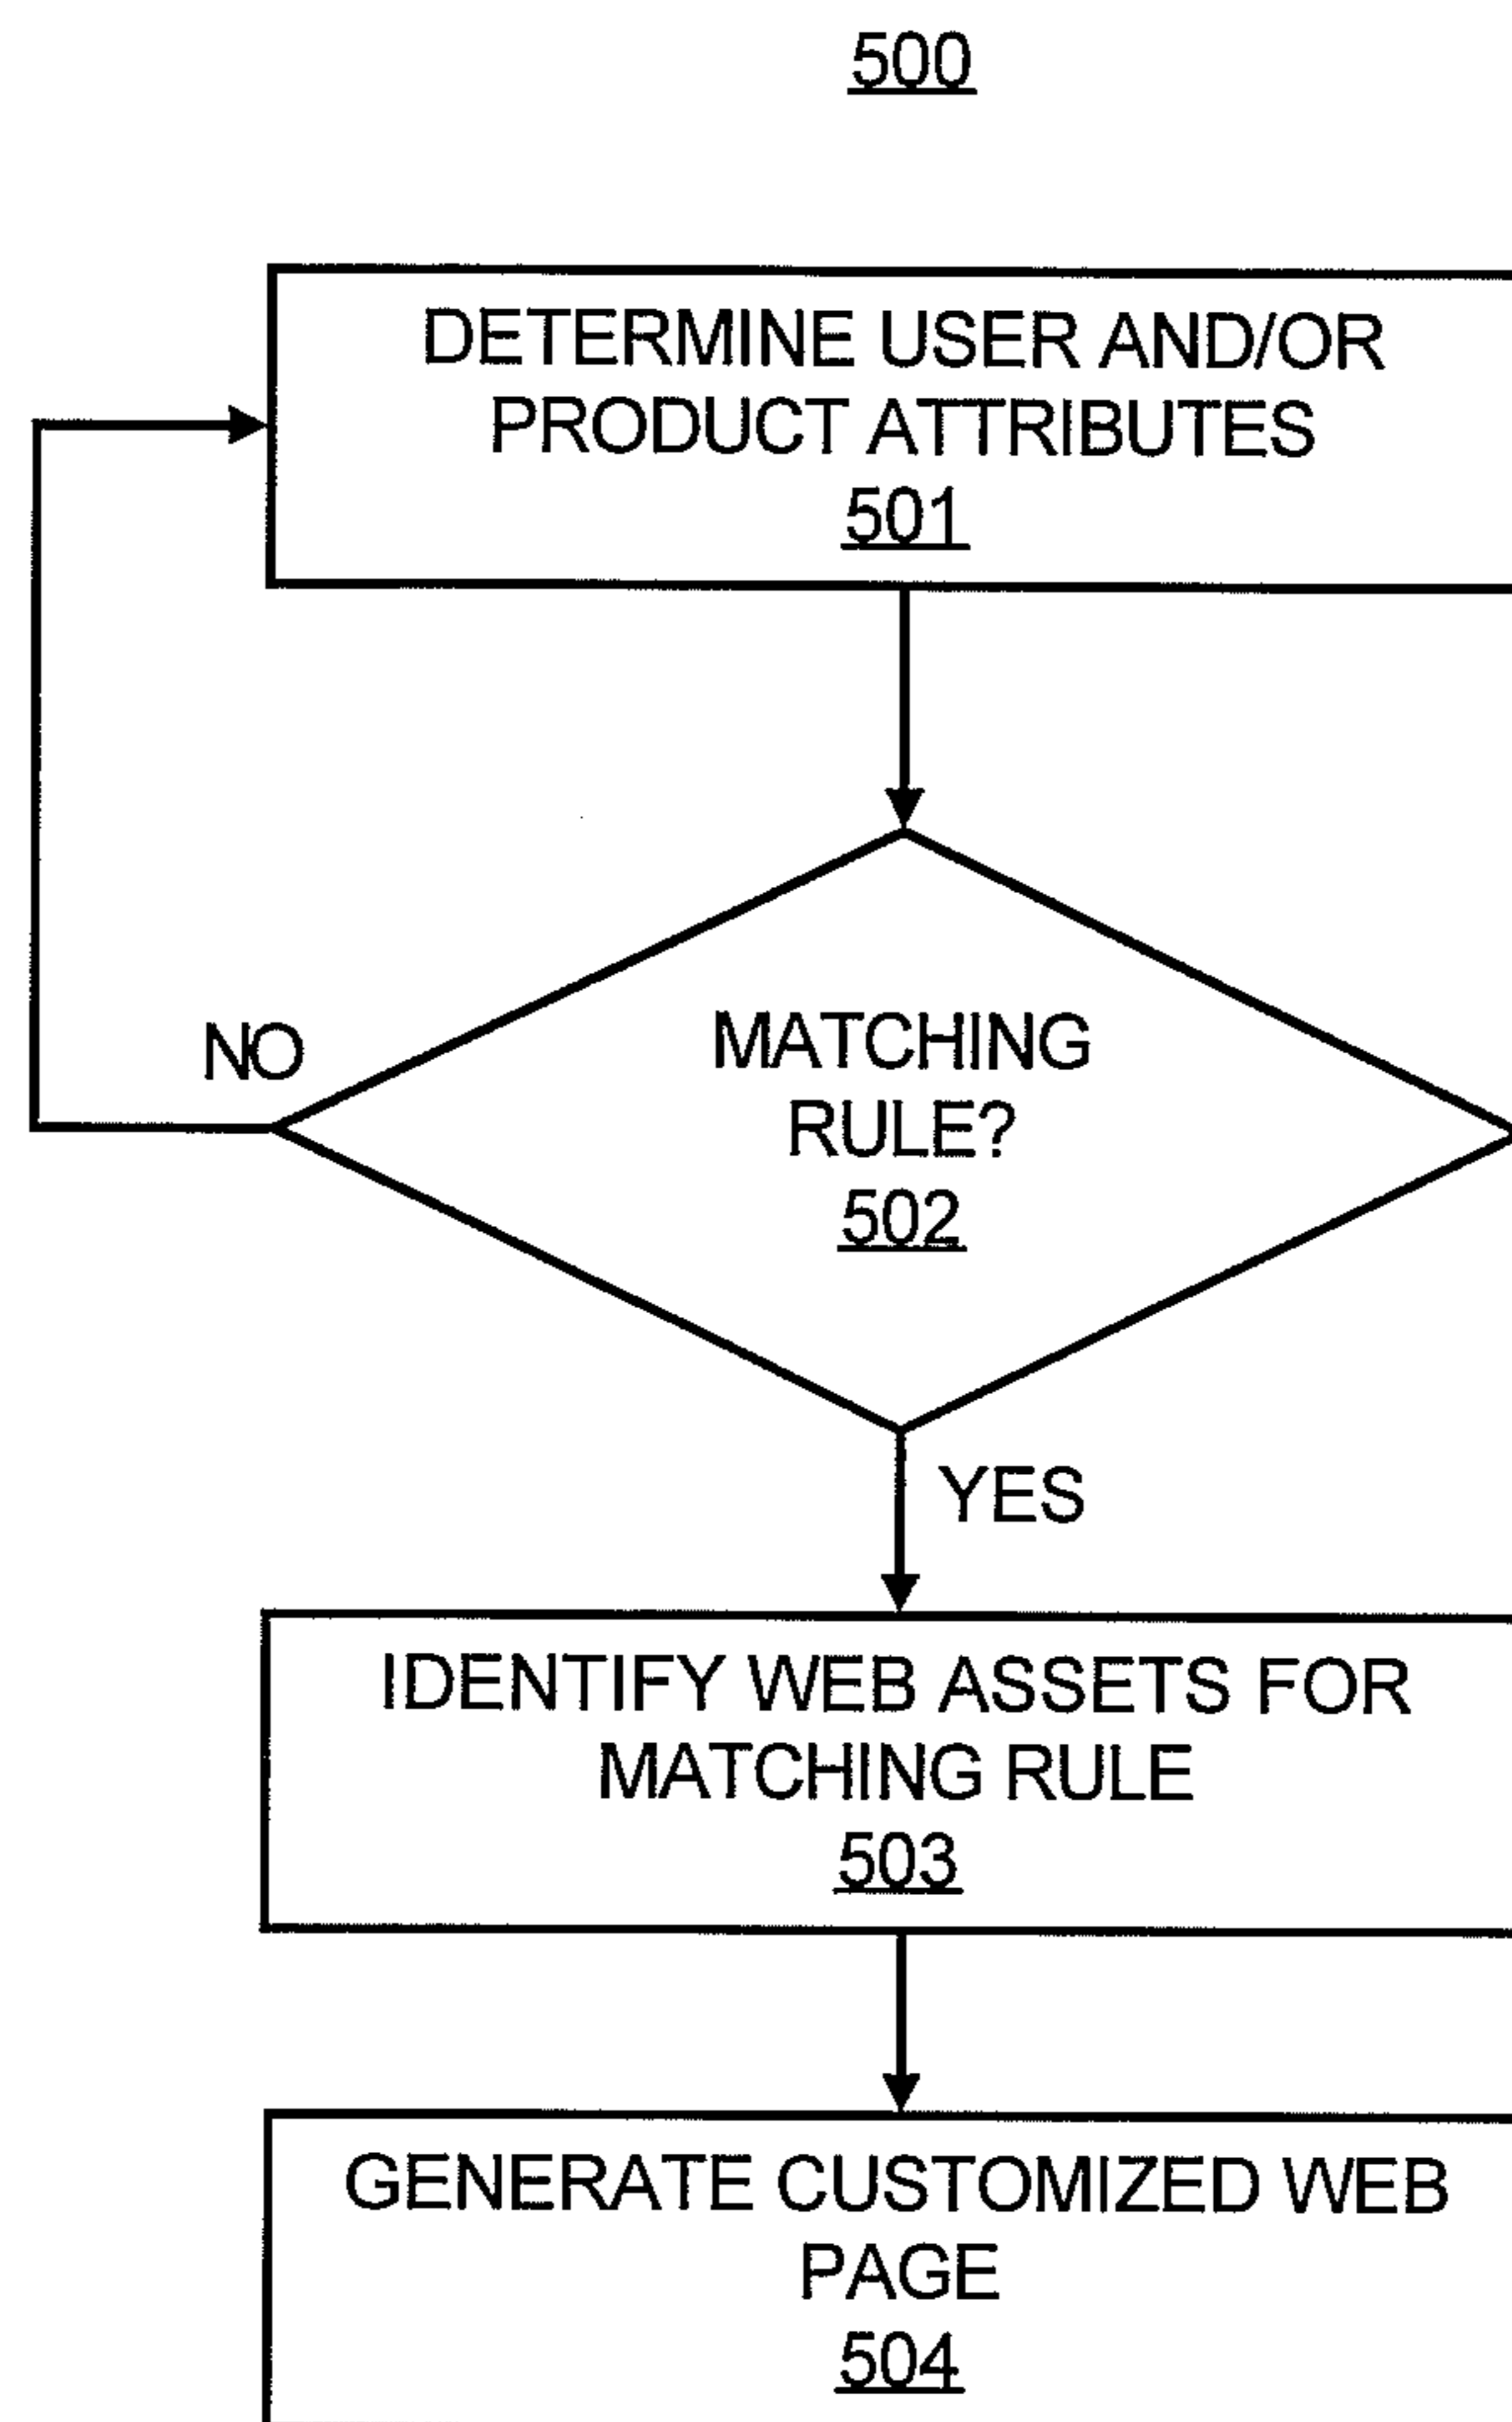 500
DETERMINE USER AND/OR
PRODUCT ATTRIBUTES
501
NO
MATCHING
RULE?
502
YES
IDENTIFY WEB ASSETS FOR
MATCHING RULE
503
GENERATE CUSTOMIZED WEB
PAGE
504